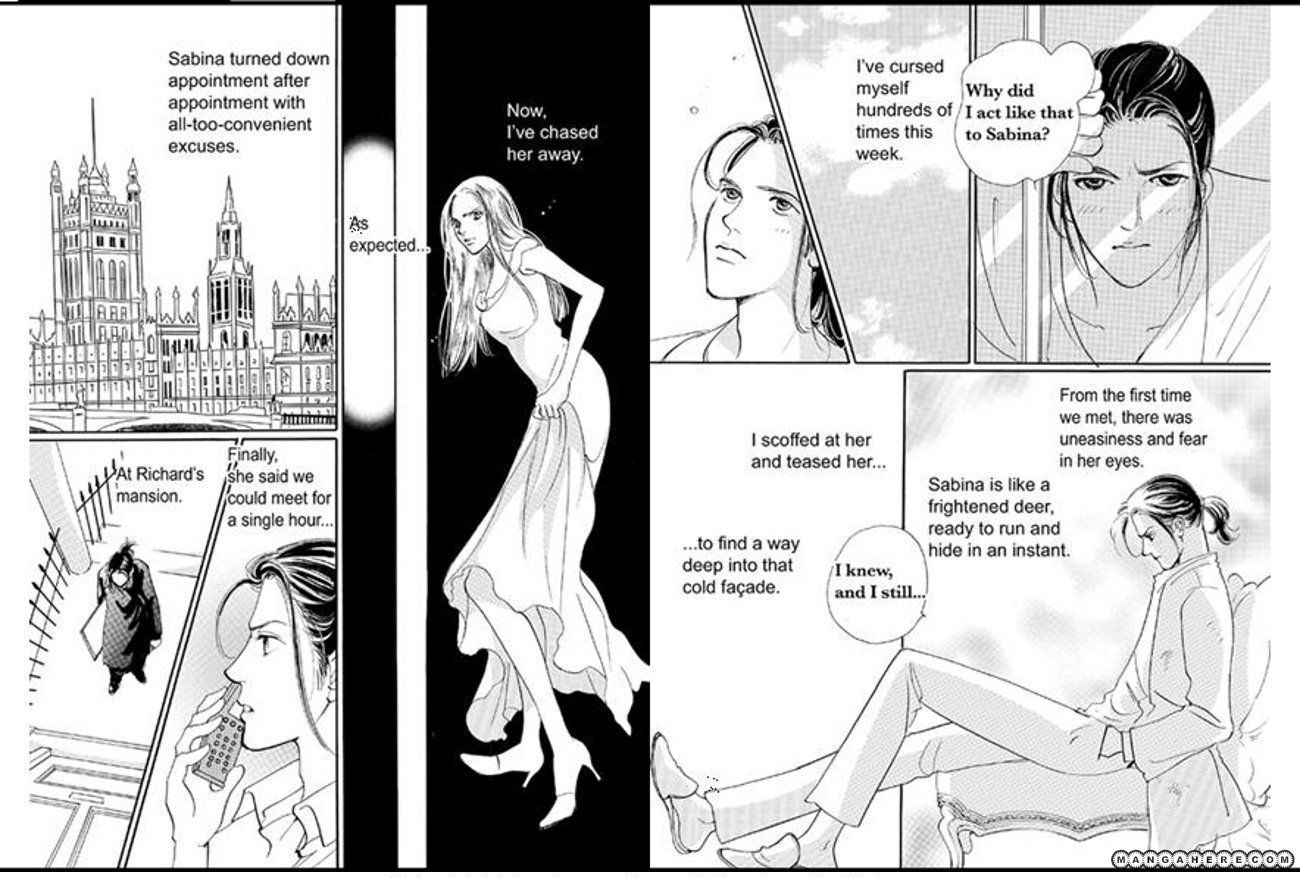 Why did
I act like that
to Sabina?
I've cursed
myself
hundreds of
times this
week.
From the first time
we met, there was
uneasiness and fear
in her eyes.
Sabina is like a
frightened deer,
ready to run and
hide in an instant.
I knew,
and I still...
I scoffed at her
and teased her...
...to find a way
deep into that
cold façade.
Now,
I've chased
her away.
As
expected...
Sabina turned down
appointment after
appointment with
all-too-convenient
excuses.
Finally,
she said we
could meet for
a single hour...
At Richard's
mansion.
MANGAHERE.COM